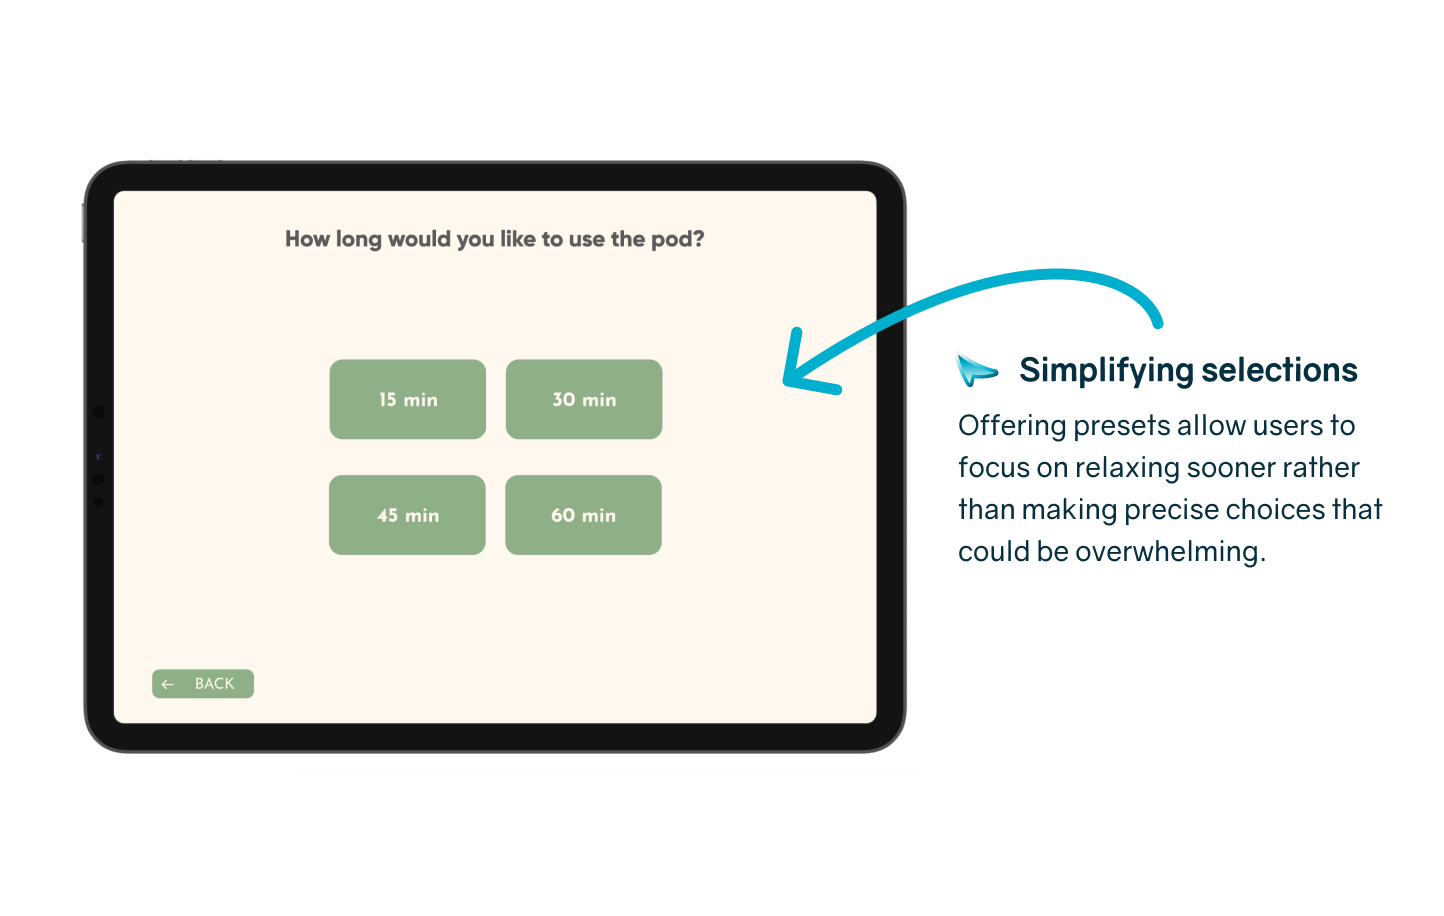 How long would you like to use the pod?
15 min
30 min
45 min
60 min
← BACK
Simplifying selections
Offering presets allow users to
focus on relaxing sooner rather
than making precise choices that
could be overwhelming.